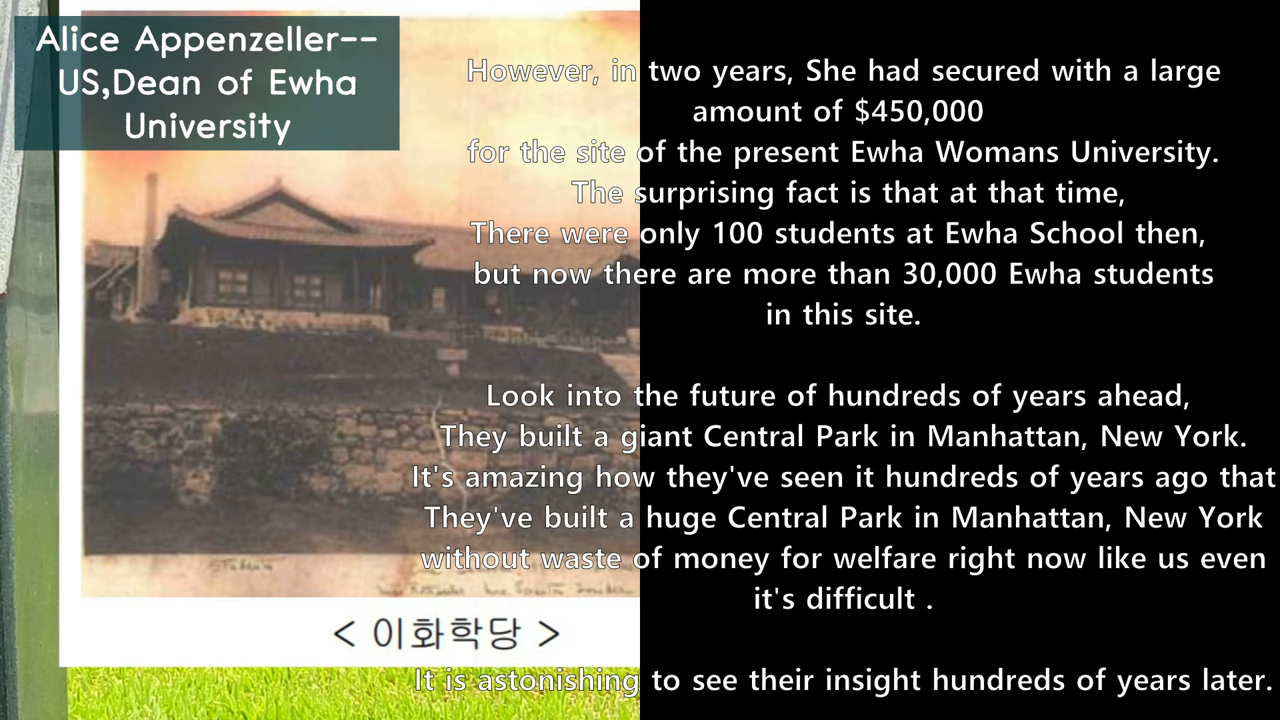 Alice Appenzeller--
US,Dean of Ewha
University
However, in two years, She had secured with a large
amount of $450,000
for the site of the present Ewha Womans University.
The surprising fact is that at that time,
There were only 100 students at Ewha School then,
but now there are more than 30,000 Ewha students
in this site.
Look into the future of hundreds of years ahead,
They built a giant Central Park in Manhattan, New York.
It's amazing how they've seen it hundreds of years ago that
They've built a huge Central Park in Manhattan, New York
without waste of money for welfare right now like us even
it's difficult .
It is astonishing to see their insight hundreds of years later.
< 이화학당 >